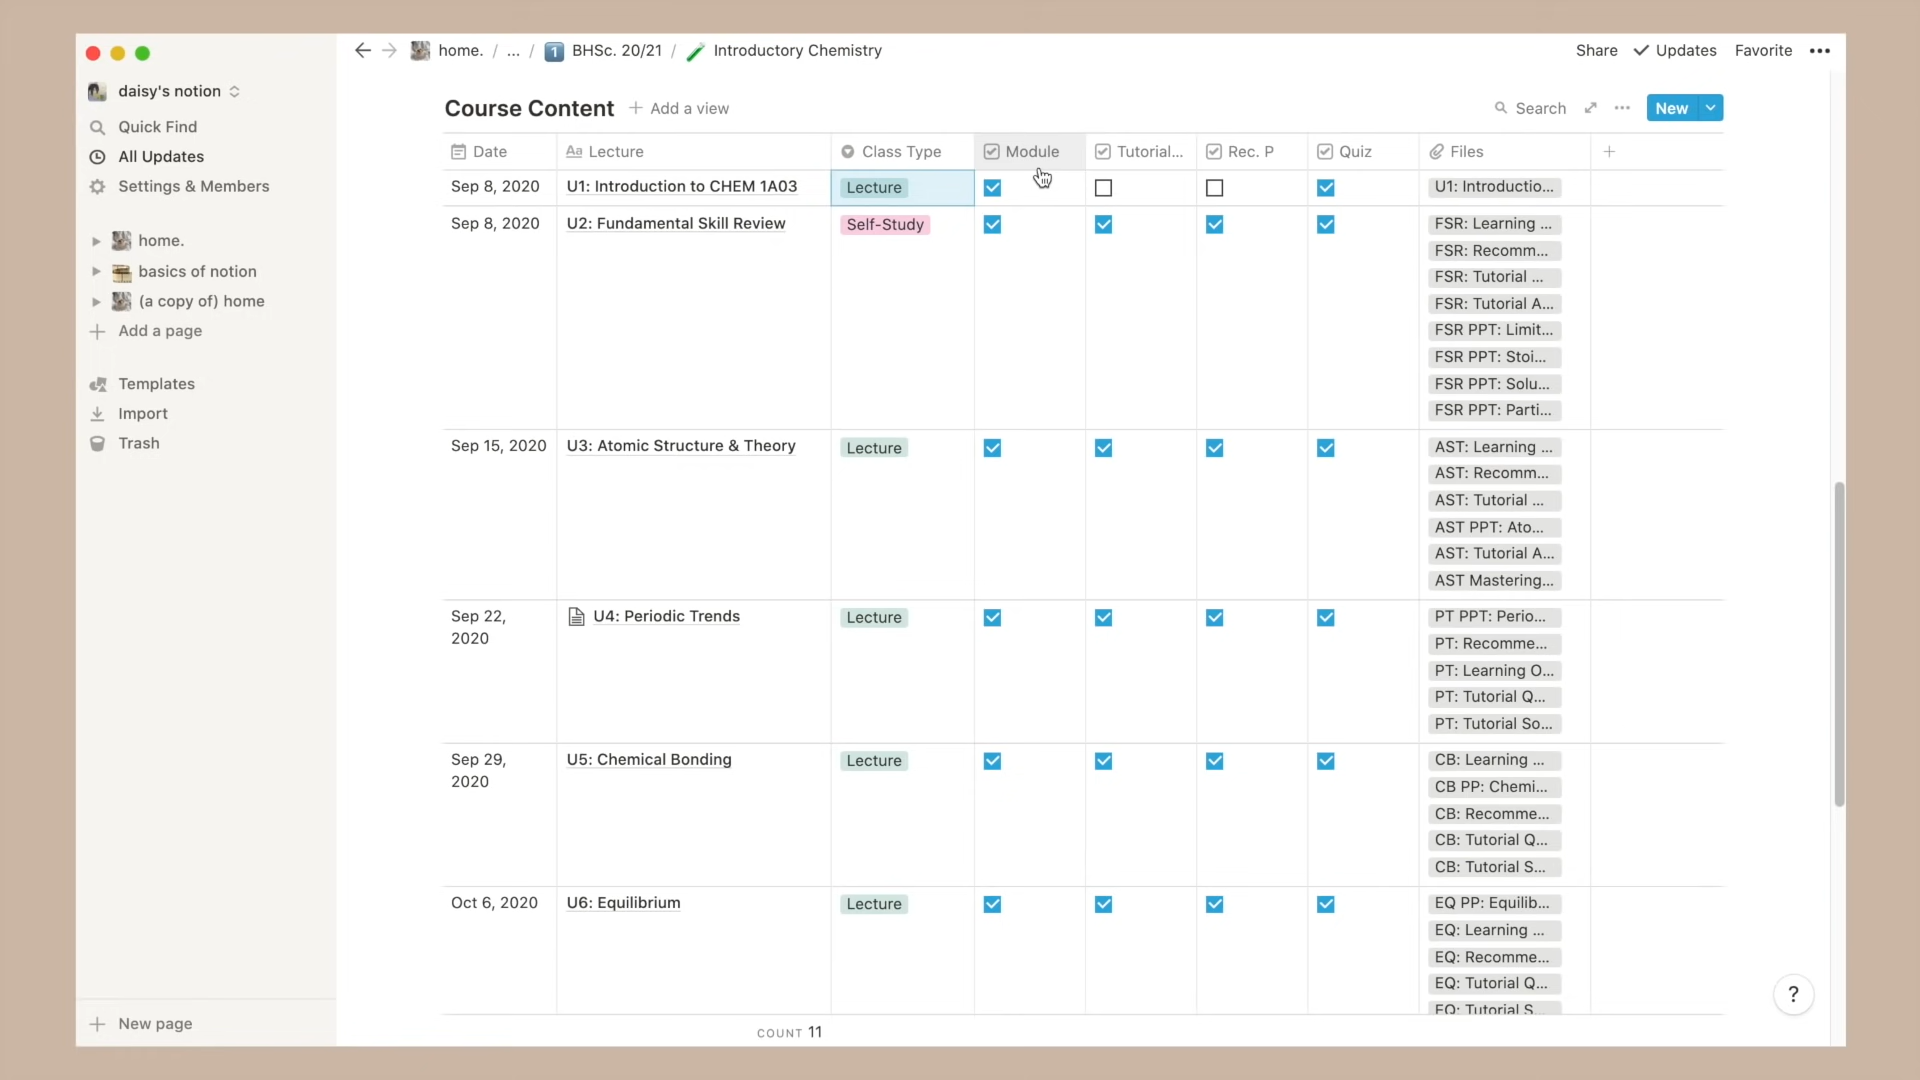 home. / ... / 1 BHSc. 20/21 / Introductory Chemistry
Share Updates Favorite •••
daisy's notion
Quick Find
All Updates
Settings & Members
home.
basics of notion
(a copy of) home
Add a page
Templates
Import
Trash
New page
Course Content + Add a view
Search ••• New
Date Aa Lecture Class Type Module Tutorial... Rec. P Quiz Files +
Sep 8, 2020 U1: Introduction to CHEM 1A03 Lecture U1: Introductio...
Sep 8, 2020 U2: Fundamental Skill Review Self-Study FSR: Learning ...
FSR: Recomm...
FSR: Tutorial ...
FSR: Tutorial A...
FSR PPT: Limit...
FSR PPT: Stoi...
FSR PPT: Solu...
FSR PPT: Parti...
Sep 15, 2020 U3: Atomic Structure & Theory Lecture AST: Learning ...
AST: Recomm...
AST: Tutorial ...
AST PPT: Ato...
AST: Tutorial A...
AST Mastering...
Sep 22, U4: Periodic Trends Lecture PT PPT: Perio...
2020 PT: Recomme...
PT: Learning O...
PT: Tutorial Q...
PT: Tutorial So...
Sep 29, U5: Chemical Bonding Lecture CB: Learning ...
2020 CB PP: Chemi...
CB: Recomme...
CB: Tutorial Q...
CB: Tutorial S...
Oct 6, 2020 U6: Equilibrium Lecture EQ PP: Equilib...
EQ: Learning ...
EQ: Recomme...
EQ: Tutorial Q...
EQ: Tutorial S...
COUNT 11
?